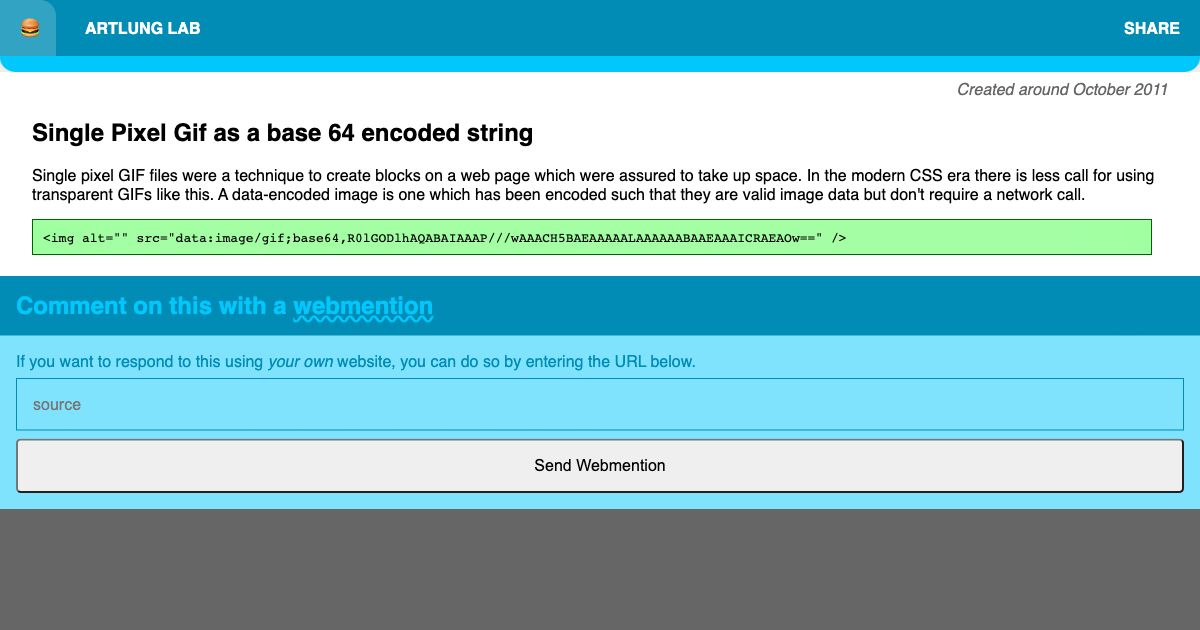 ARTLUNG LAB
SHARE
Created around October 2011
Single Pixel Gif as a base 64 encoded string
Single pixel GIF files were a technique to create blocks on a web page which were assured to take up space. In the modern CSS era there is less call for using
transparent GIFs like this. A data-encoded image is one which has been encoded such that they are valid image data but don't require a network call.
<img alt="" src="data:image/gif;base64,R0lGODlhAQABAIAAAP///wAAACH5BAEAAAAALAAAAAABAAEAAAICRAEAOw==" />
Comment on this with a webmention
If you want to respond to this using your own website, you can do so by entering the URL below.
source
Send Webmention